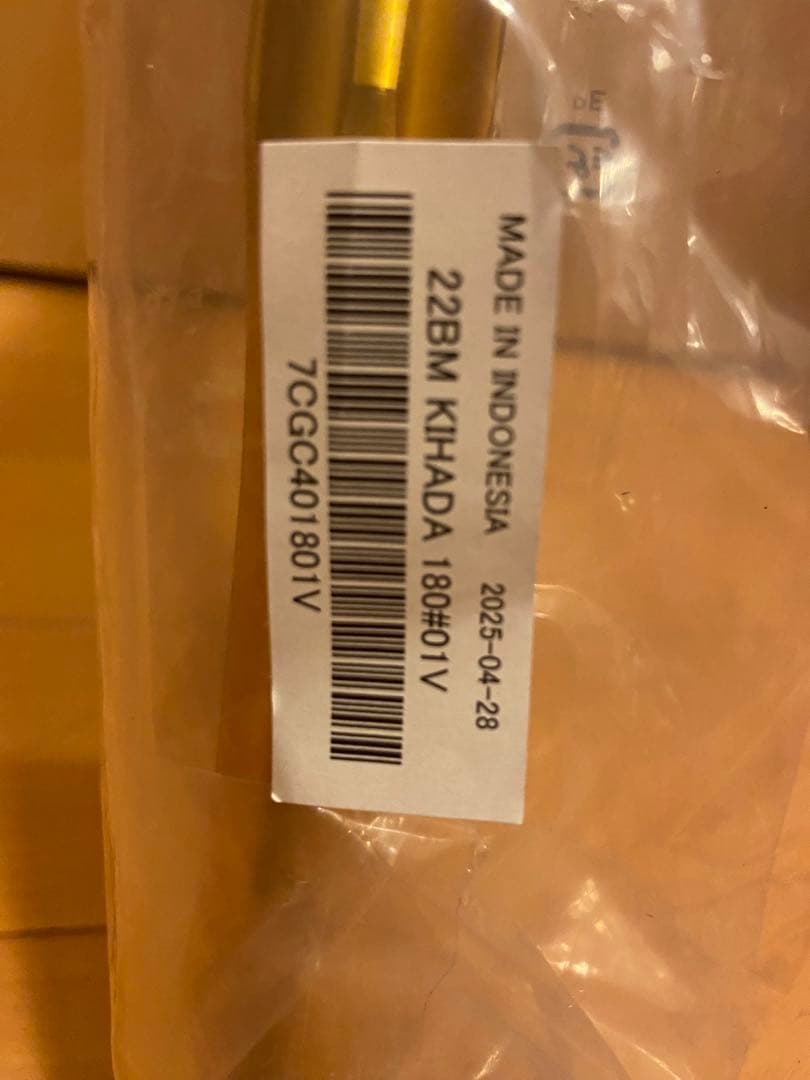 MADE IN INDONESIA 2025-04-28
22BM KIHADA 180#01V
7CGC401801V